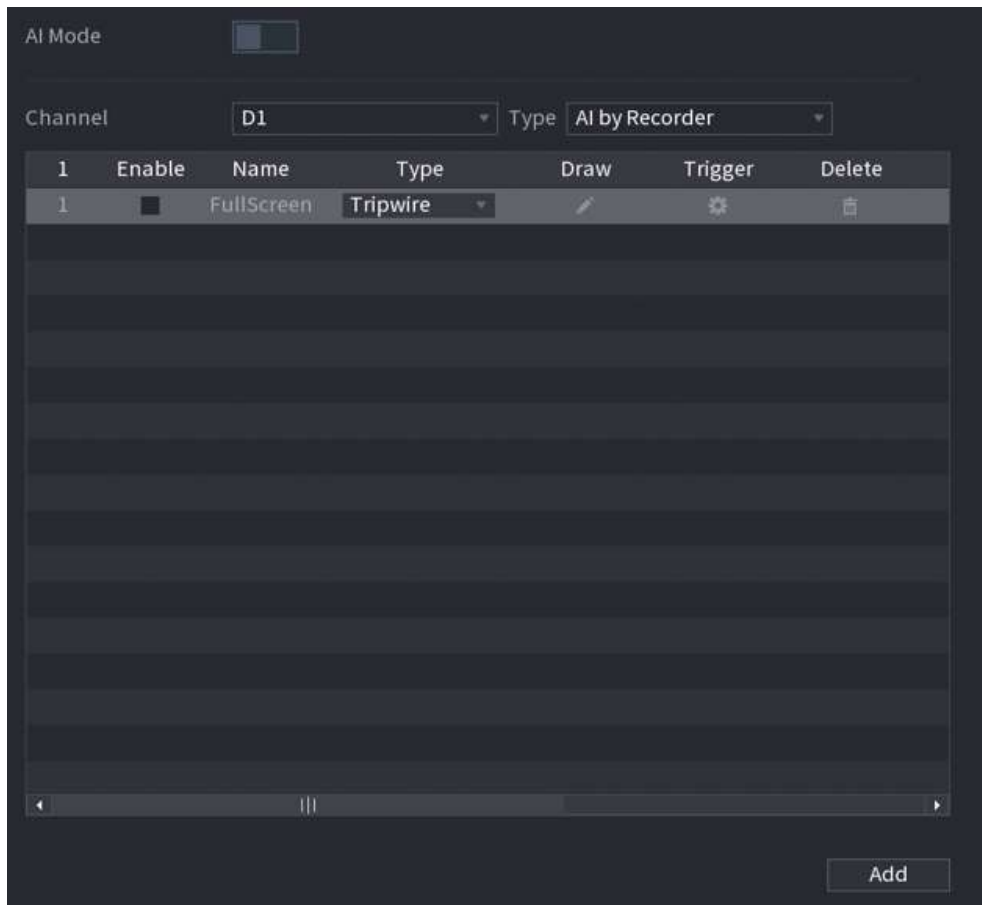 AI Mode
Channel D1 Type AI by Recorder
1 Enable Name Type Draw Trigger Delete
1 FullScreen Tripwire
Add